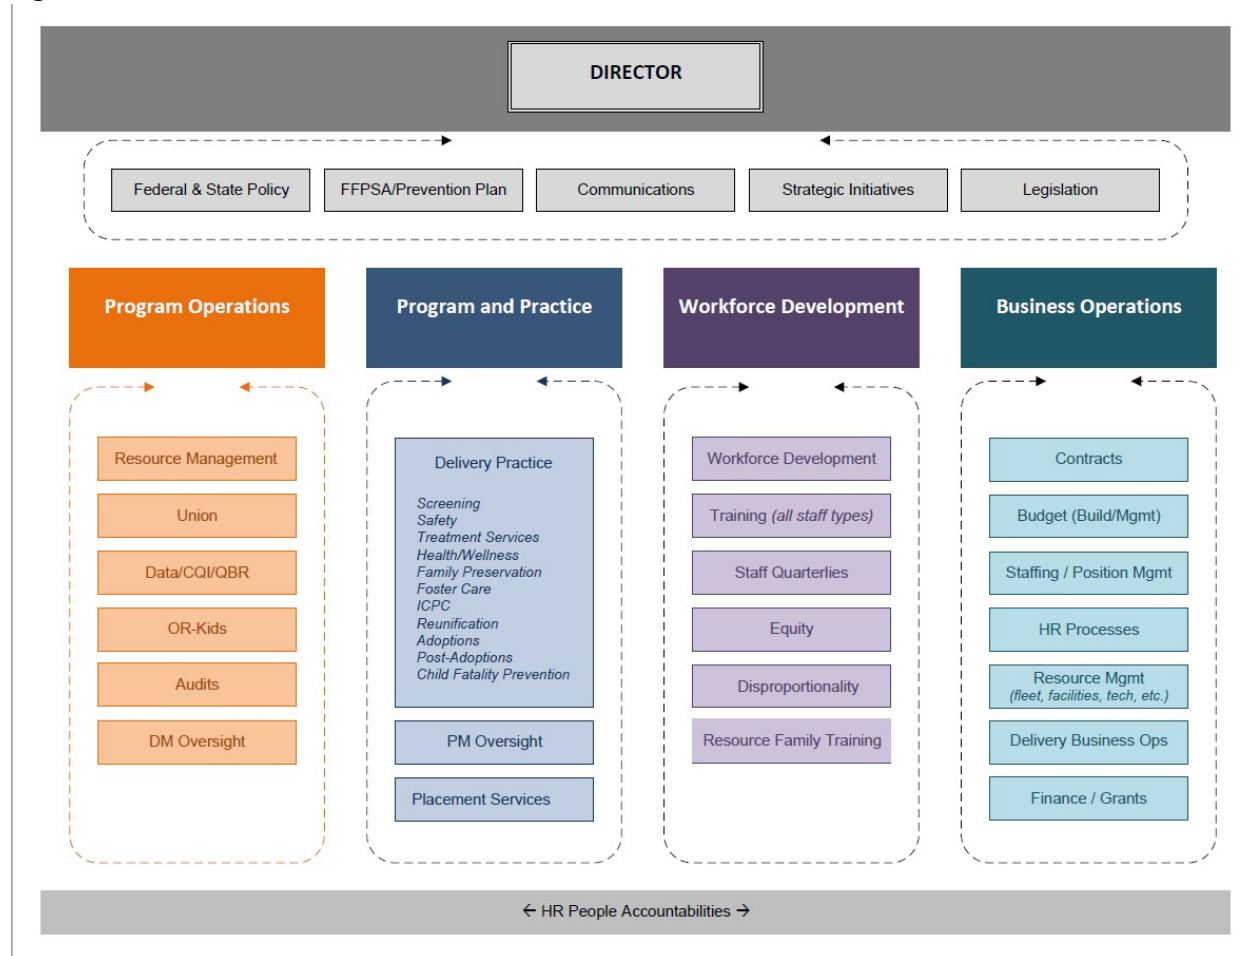 DIRECTOR
Federal & State Policy
FFPSA/Prevention Plan
Communications
Strategic Initiatives
Legislation
Program Operations
Program and Practice
Workforce Development
Business Operations
Resource Management
Union
Data/CQI/QBR
OR-Kids
Audits
DM Oversight
Delivery Practice
Screening
Safety
Treatment Services
Health/Wellness
Family Preservation
Foster Care
ICPC
Reunification
Adoptions
Post-Adoptions
Child Fatality Prevention
PM Oversight
Placement Services
Workforce Development
Training (all staff types)
Staff Quarterlies
Equity
Disproportionality
Resource Family Training
Contracts
Budget (Build/Mgmt)
Staffing / Position Mgmt
HR Processes
Resource Mgmt
(fleet, facilities, tech, etc.)
Delivery Business Ops
Finance / Grants
← HR People Accountabilities →